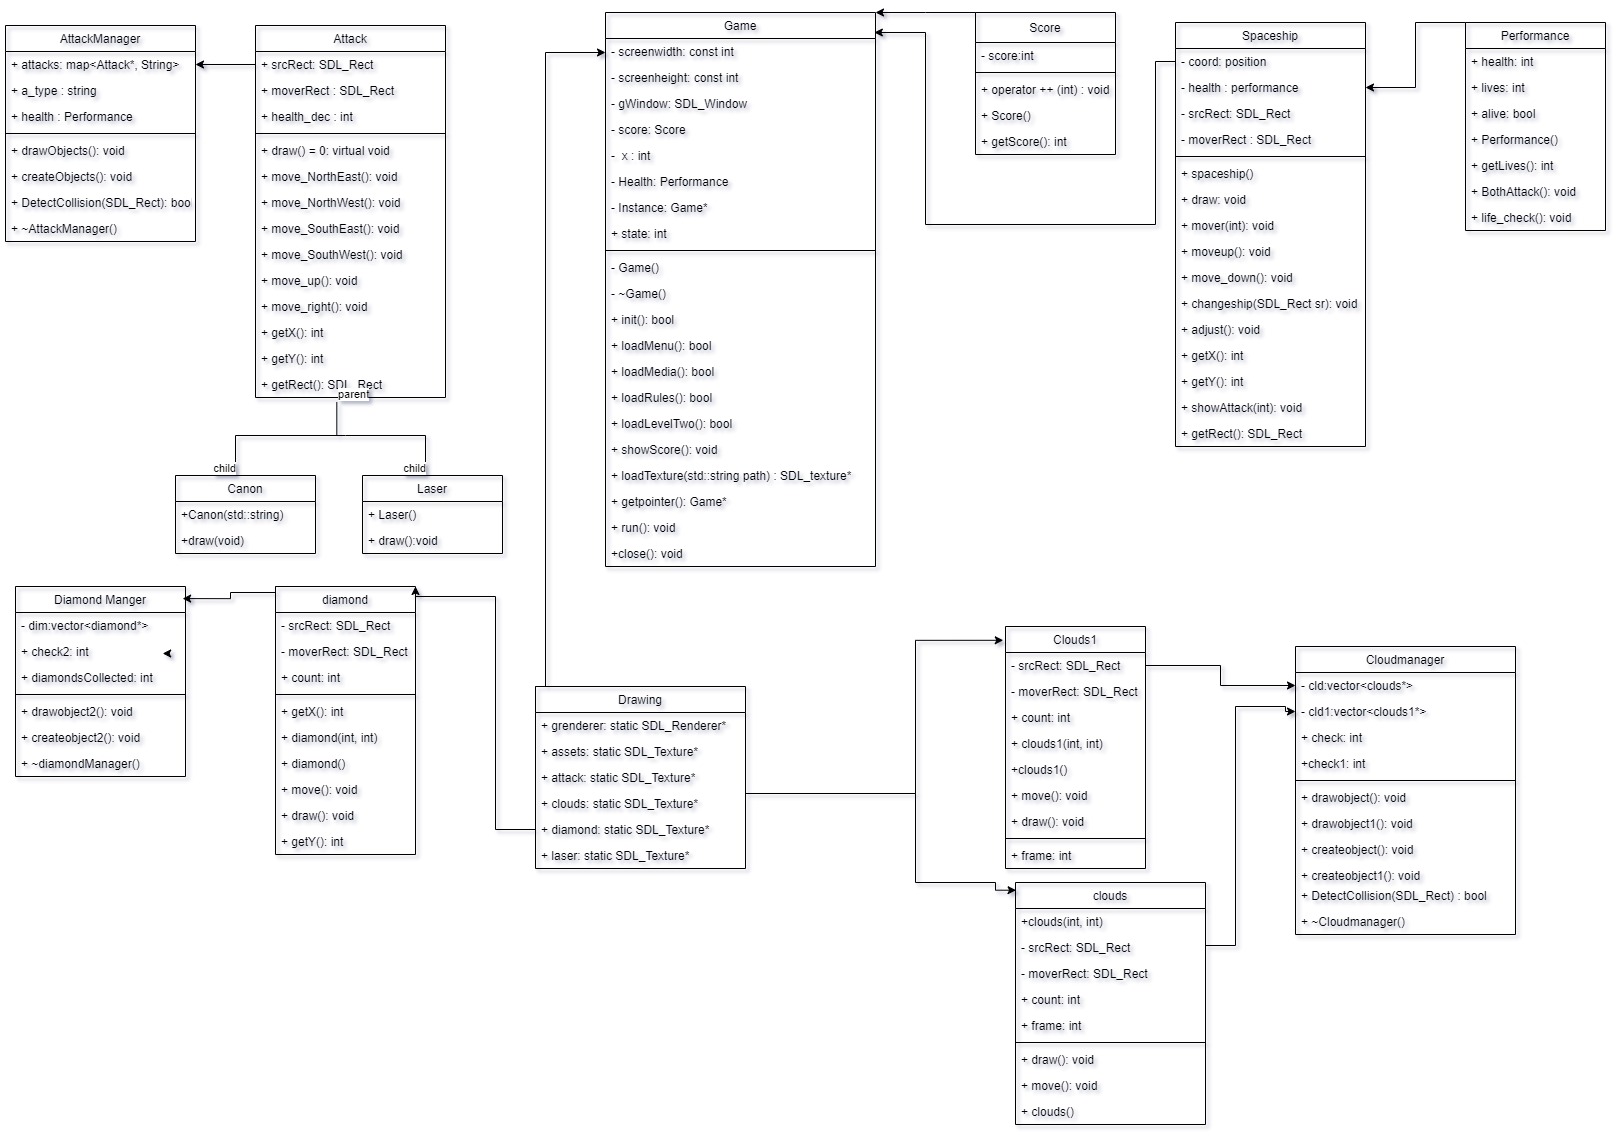 AttackManager
+ attacks: map<Attack*, String>
+ a_type : string
+ health : Performance
+ drawObjects(): void
+ createObjects(): void
+ DetectCollision(SDL_Rect): boo
+ ~AttackManager()
Attack
+ srcRect: SDL_Rect
+ moverRect : SDL_Rect
+ health_dec : int
+ draw() = 0: virtual void
+ move_NorthEast(): void
+ move_NorthWest(): void
+ move_SouthEast(): void
+ move_SouthWest(): void
+ move_up(): void
+ move_right(): void
+ getX(): int
+ getY(): int
+ getRect(): SDL_Rect
parent
child
child
Canon
+Canon(std::string)
+draw(void)
Laser
+ Laser()
+ draw():void
Game
- screenwidth: const int
- screenheight: const int
- gWindow: SDL_Window
- score: Score
- x : int
- Health: Performance
- Instance: Game*
+ state: int
- Game()
- ~Game()
+ init(): bool
+ loadMenu(): bool
+ loadMedia(): bool
+ loadRules(): bool
+ loadLevelTwo(): bool
+ showScore(): void
+ loadTexture(std::string path) : SDL_texture*
+ getpointer(): Game*
+ run(): void
+close(): void
Score
- score:int
+ operator ++ (int) : void
+ Score()
+ getScore(): int
Spaceship
- coord: position
- health : performance
- srcRect: SDL_Rect
- moverRect : SDL_Rect
+ spaceship()
+ draw: void
+ mover(int): void
+ moveup(): void
+ move_down(): void
+ changeship(SDL_Rect sr): void
+ adjust(): void
+ getX(): int
+ getY(): int
+ showAttack(int): void
+ getRect(): SDL_Rect
Performance
+ health: int
+ lives: int
+ alive: bool
+ Performance()
+ getLives(): int
+ BothAttack(): void
+ life_check(): void
Diamond Manger
- dim:vector<diamond*>
+ check2: int
+ diamondsCollected: int
+ drawobject2(): void
+ createobject2(): void
+ ~diamondManager()
diamond
- srcRect: SDL_Rect
- moverRect: SDL_Rect
+ count: int
+ getX(): int
+ diamond(int, int)
+ diamond()
+ move(): void
+ draw(): void
+ getY(): int
Drawing
+ grenderer: static SDL_Renderer*
+ assets: static SDL_Texture*
+ attack: static SDL_Texture*
+ clouds: static SDL_Texture*
+ diamond: static SDL_Texture*
+ laser: static SDL_Texture*
Clouds1
- srcRect: SDL_Rect
- moverRect: SDL_Rect
+ count: int
+ clouds1(int, int)
+clouds1()
+ move(): void
+ draw(): void
+ frame: int
clouds
+clouds(int, int)
- srcRect: SDL_Rect
- moverRect: SDL_Rect
+ count: int
+ frame: int
+ draw(): void
+ move(): void
+ clouds()
Cloudmanager
- cld:vector<clouds*>
- cld1:vector<clouds1*>
+ check: int
+check1: int
+ drawobject(): void
+ drawobject1(): void
+ createobject(): void
+ createobject1(): void
+ DetectCollision(SDL_Rect) : bool
+ ~Cloudmanager()